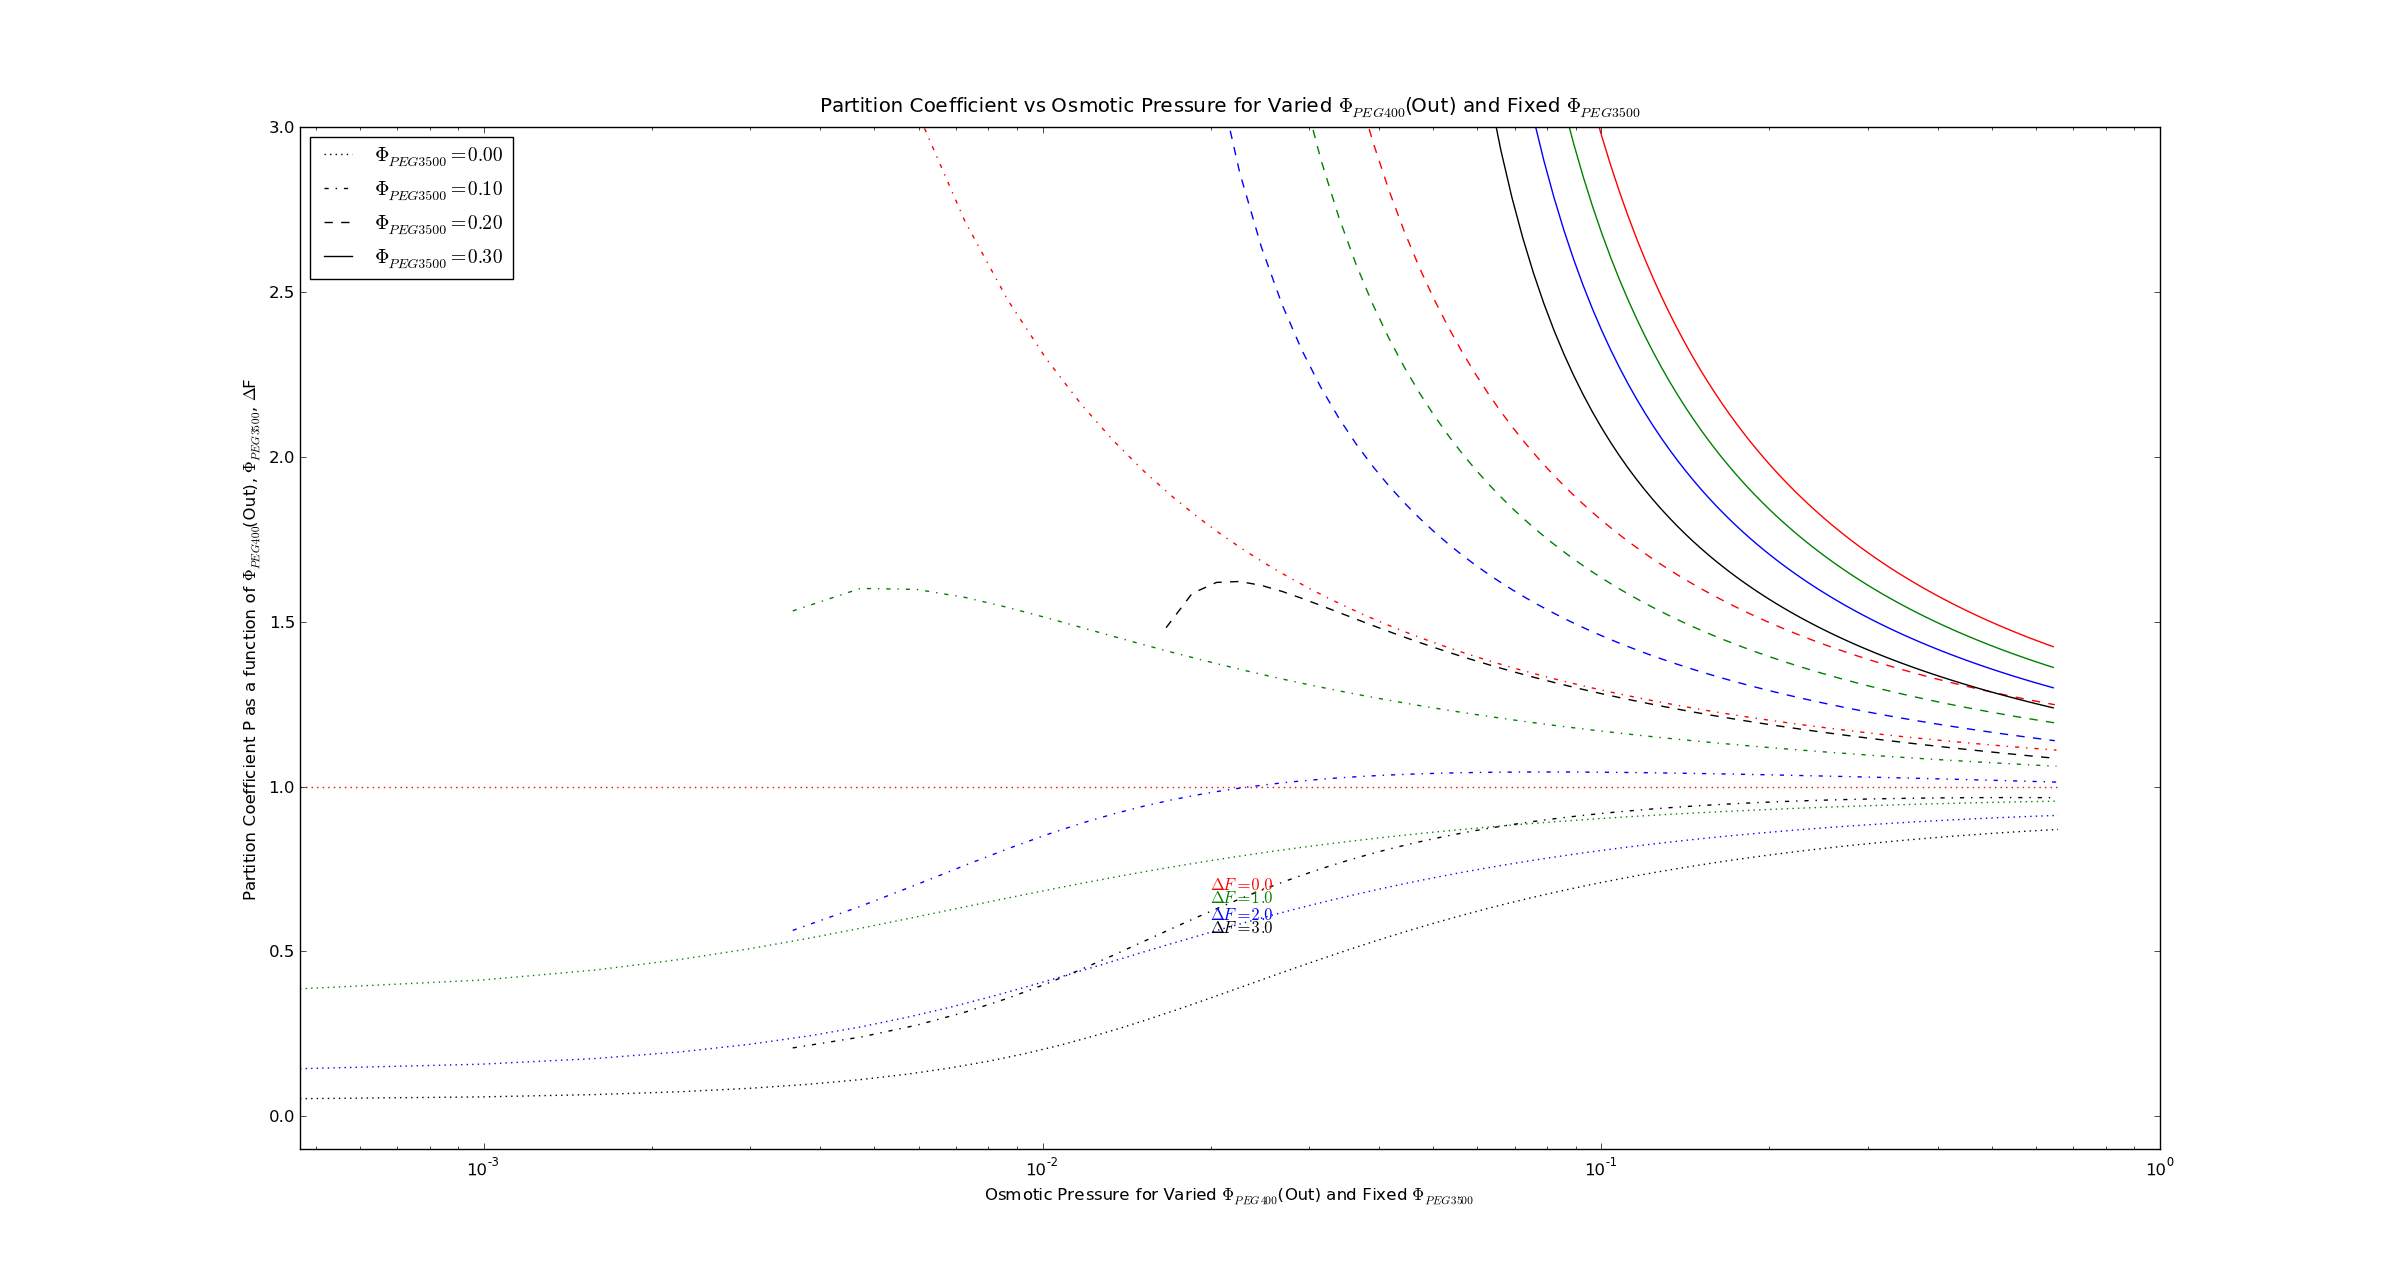 Partition Coefficient vs Osmotic Pressure for Varied Φ_PEG400(Out) and Fixed Φ_PEG3500
Partition Coefficient P as a function of Φ_PEG400(Out), Φ_PEG3500, ΔF
3.0
2.5
2.0
1.5
1.0
0.5
0.0
Φ_PEG3500 = 0.00
Φ_PEG3500 = 0.10
Φ_PEG3500 = 0.20
Φ_PEG3500 = 0.30
ΔF=0.0
ΔF=1.0
ΔF=2.0
ΔF=3.0
10^-3 10^-2 10^-1 10^0
Osmotic Pressure for Varied Φ_PEG400(Out) and Fixed Φ_PEG3500